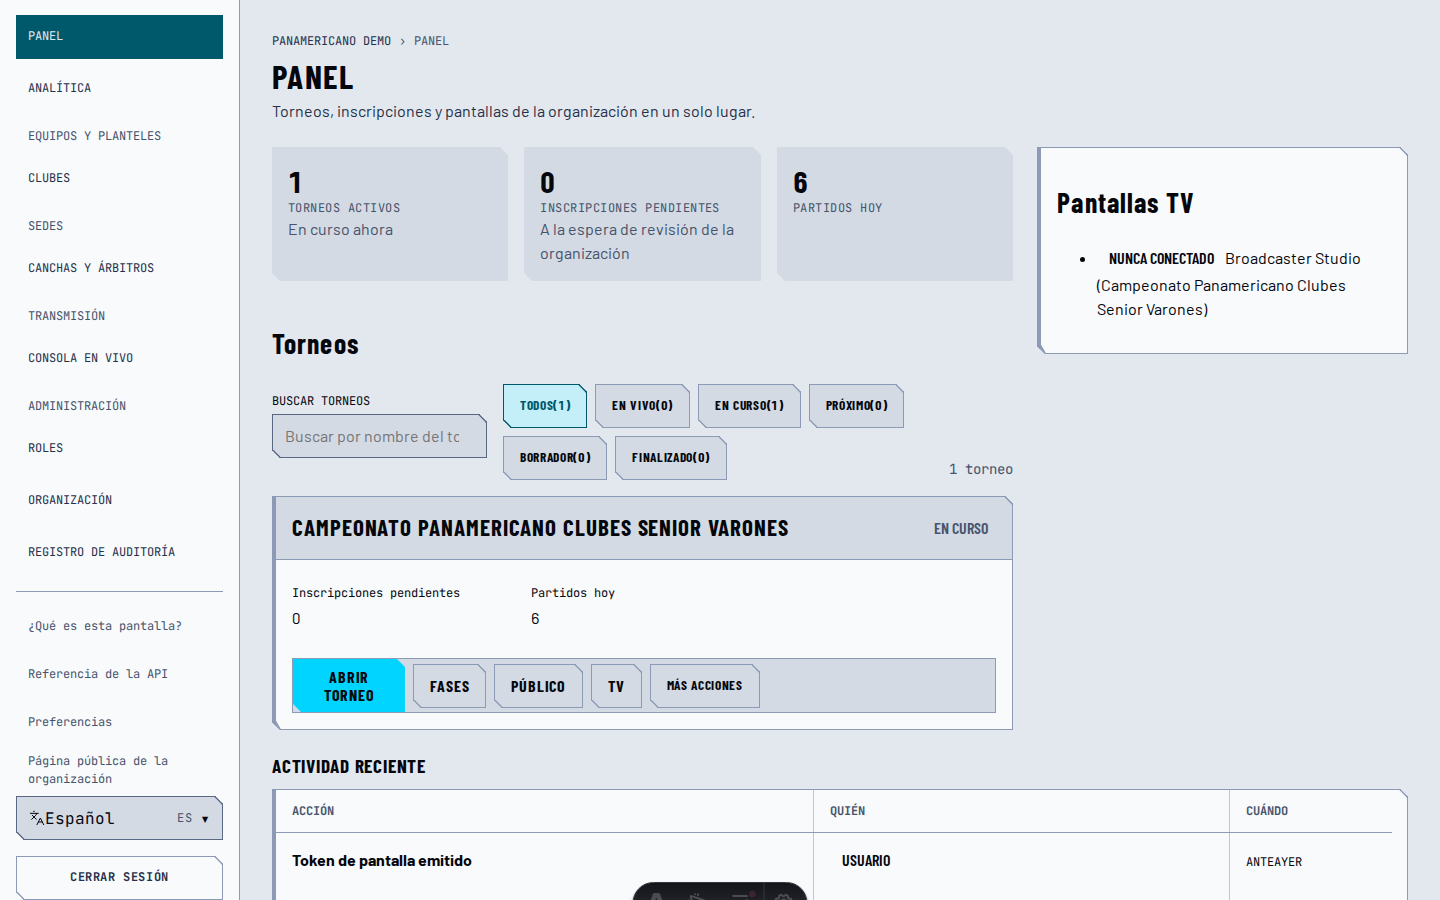 PANEL
ANALÍTICA
EQUIPOS Y PLANTELES
CLUBES
SEDES
CANCHAS Y ÁRBITROS
TRANSMISIÓN
CONSOLA EN VIVO
ADMINISTRACIÓN
ROLES
ORGANIZACIÓN
REGISTRO DE AUDITORÍA
¿Qué es esta pantalla?
Referencia de la API
Preferencias
Página pública de la
organización
Español ES ▼
CERRAR SESIÓN
PANAMERICANO DEMO › PANEL
PANEL
Torneos, inscripciones y pantallas de la organización en un solo lugar.
1
TORNEOS ACTIVOS
En curso ahora
0
INSCRIPCIONES PENDIENTES
A la espera de revisión de la
organización
6
PARTIDOS HOY
Pantallas TV
• NUNCA CONECTADO Broadcaster Studio
(Campeonato Panamericano Clubes
Senior Varones)
Torneos
BUSCAR TORNEOS
Buscar por nombre del to
TODOS(1) EN VIVO(0) EN CURSO(1) PRÓXIMO(0)
BORRADOR(0) FINALIZADO(0)
1 torneo
CAMPEONATO PANAMERICANO CLUBES SENIOR VARONES EN CURSO
Inscripciones pendientes Partidos hoy
0 6
ABRIR
TORNEO
FASES PÚBLICO TV MÁS ACCIONES
ACTIVIDAD RECIENTE
ACCIÓN QUIÉN CUÁNDO
Token de pantalla emitido USUARIO ANTEAYER